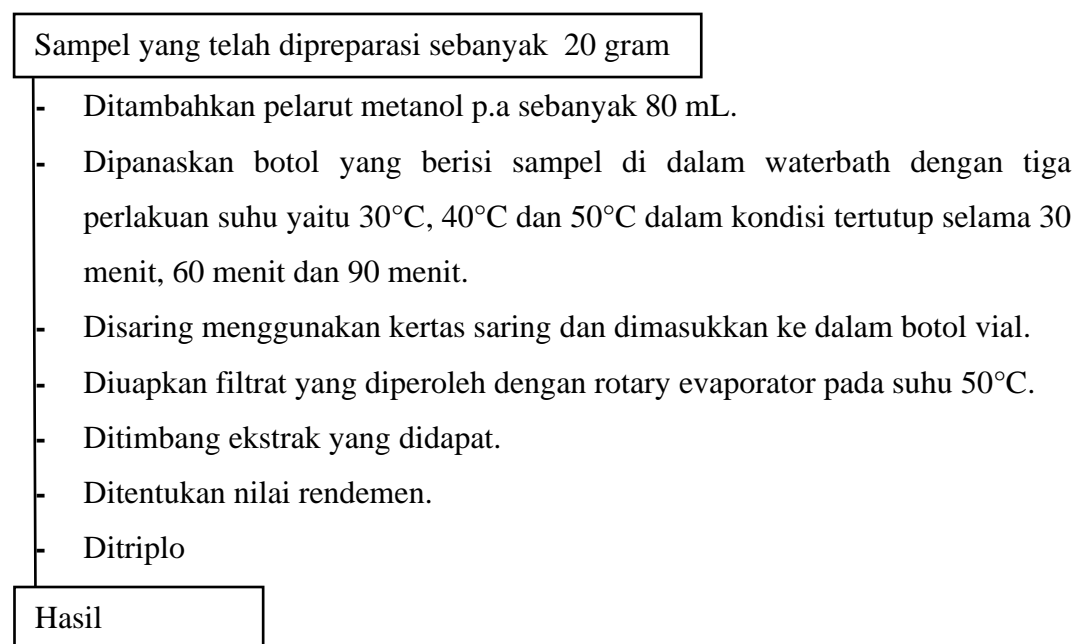 Sampel yang telah dipreparasi sebanyak 20 gram
- Ditambahkan pelarut metanol p.a sebanyak 80 mL.
- Dipanaskan botol yang berisi sampel di dalam waterbath dengan tiga
perlakuan suhu yaitu 30°C, 40°C dan 50°C dalam kondisi tertutup selama 30
menit, 60 menit dan 90 menit.
- Disaring menggunakan kertas saring dan dimasukkan ke dalam botol vial.
- Diuapkan filtrat yang diperoleh dengan rotary evaporator pada suhu 50°C.
- Ditimbang ekstrak yang didapat.
- Ditentukan nilai rendemen.
- Ditriplo
Hasil